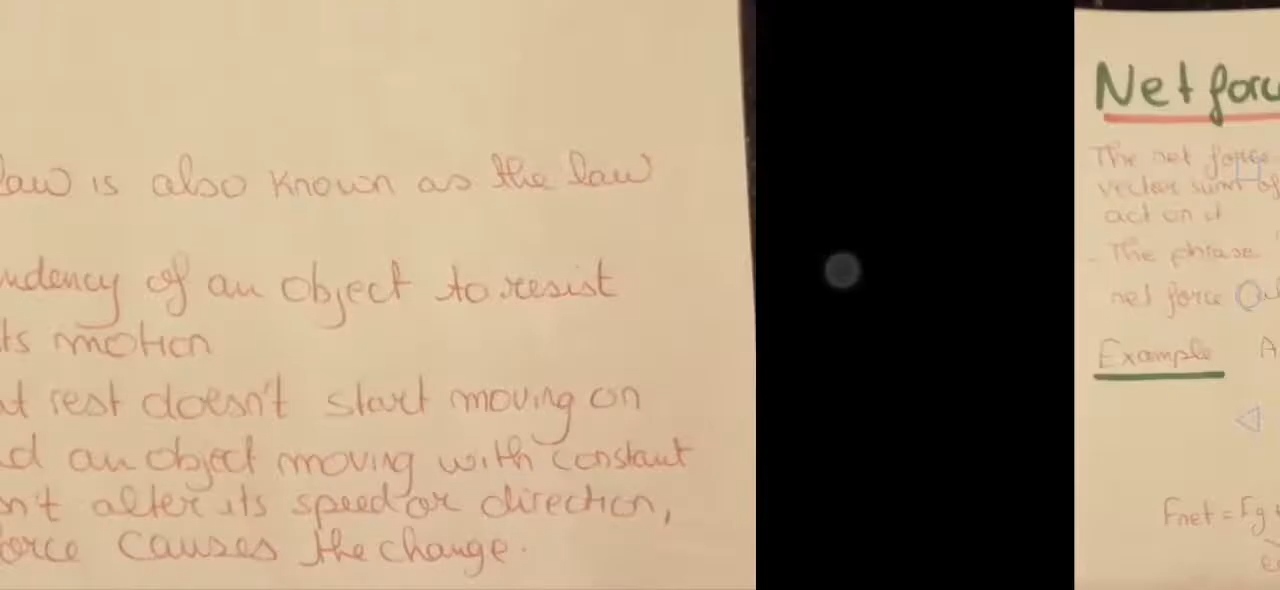 law is also known as the law
ndency of an object to resist
ts motion
at rest doesn't start moving on
d an object moving with constant
n't alter its speed or direction,
orce causes the change.
Net forc
The net force
vector sum of
act on it
- The phrase
net force
Example A
Fnet = Fg +